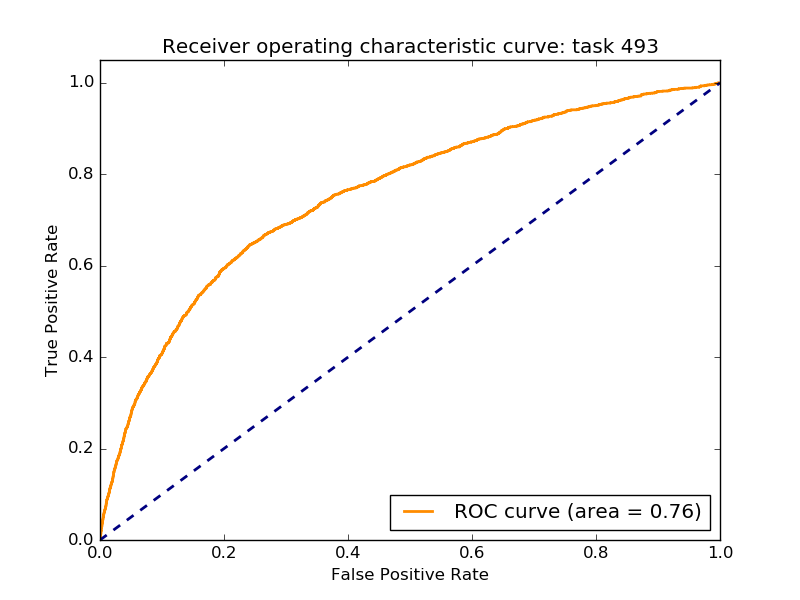 Receiver operating characteristic curve: task 493
1.0
0.8
0.6
0.4
0.2
0.0
True Positive Rate
ROC curve (area = 0.76)
0.0 0.2 0.4 0.6 0.8 1.0
False Positive Rate